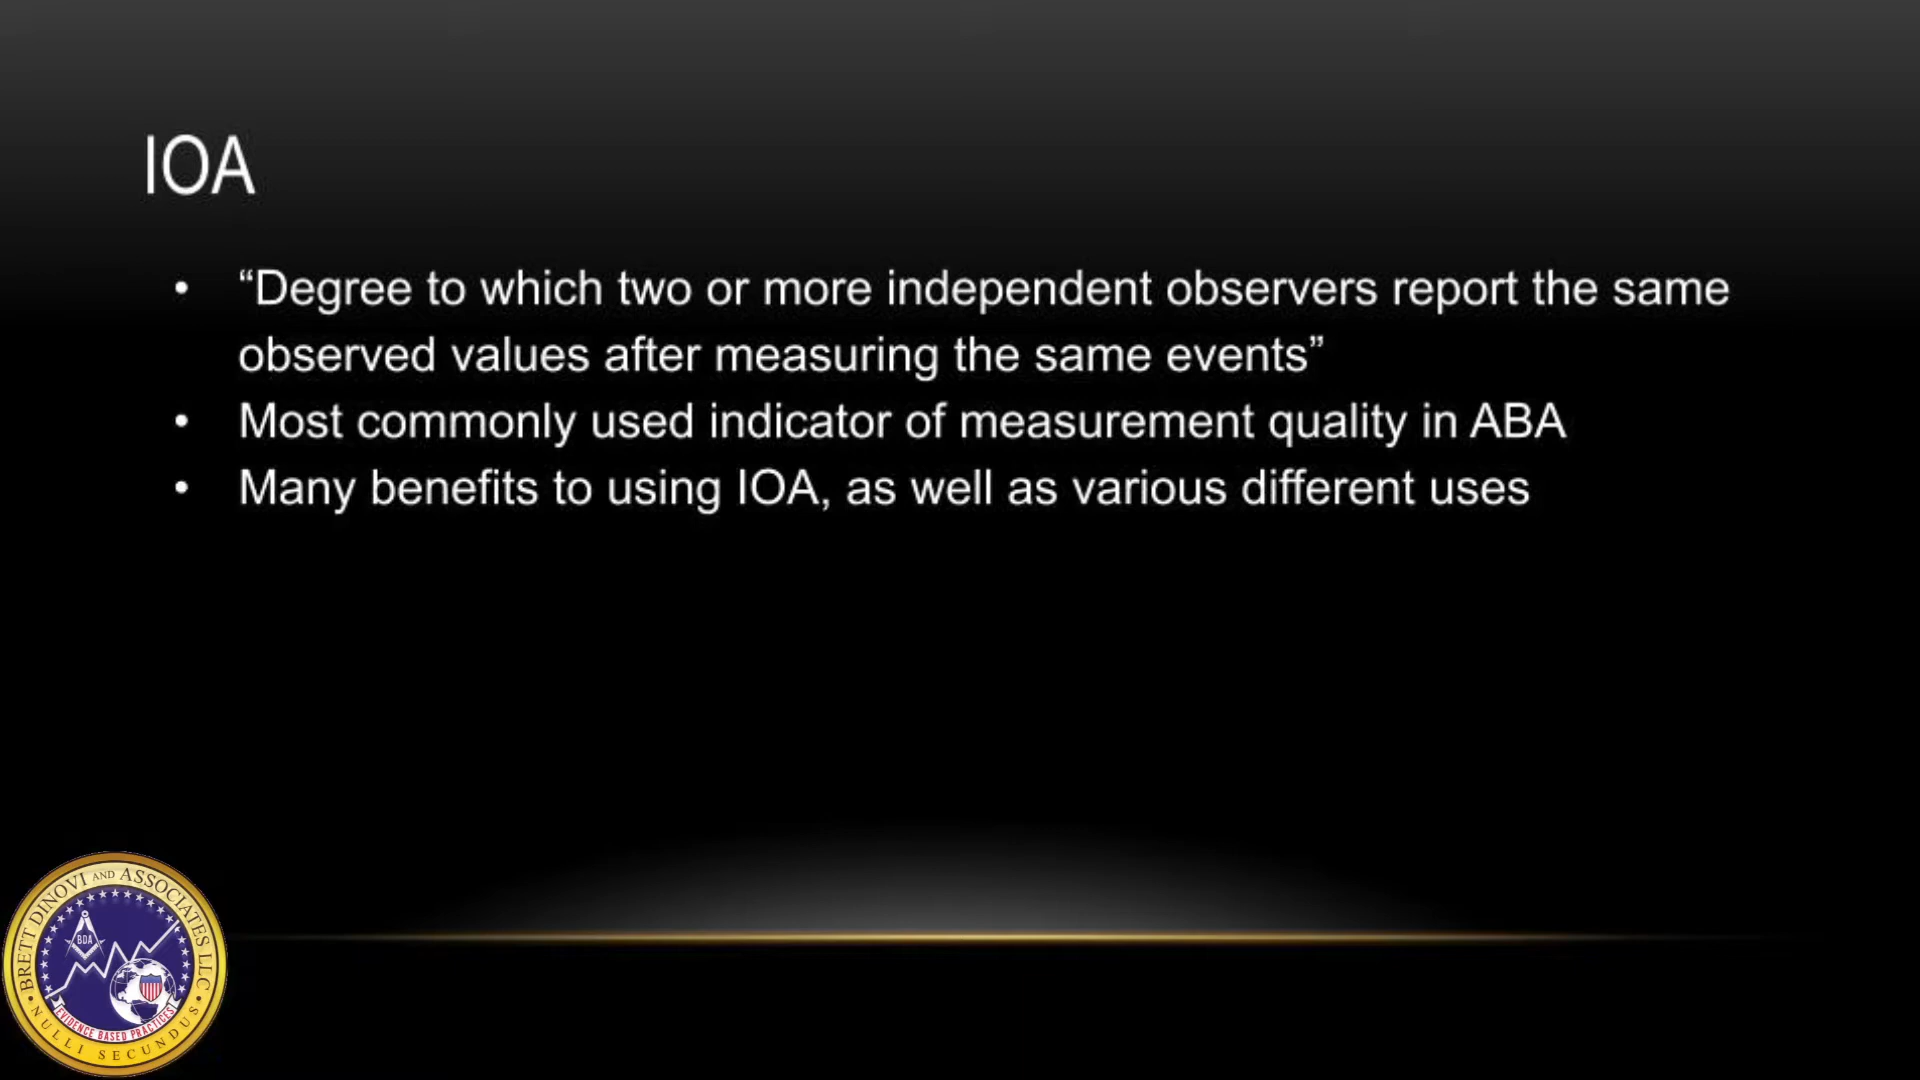 IOA
• “Degree to which two or more independent observers report the same
observed values after measuring the same events”
• Most commonly used indicator of measurement quality in ABA
• Many benefits to using IOA, as well as various different uses
BRETT DINOVI AND ASSOCIATES LLC
BDA
EVIDENCE BASED PRACTICES
• NULLI SECUNDUS •